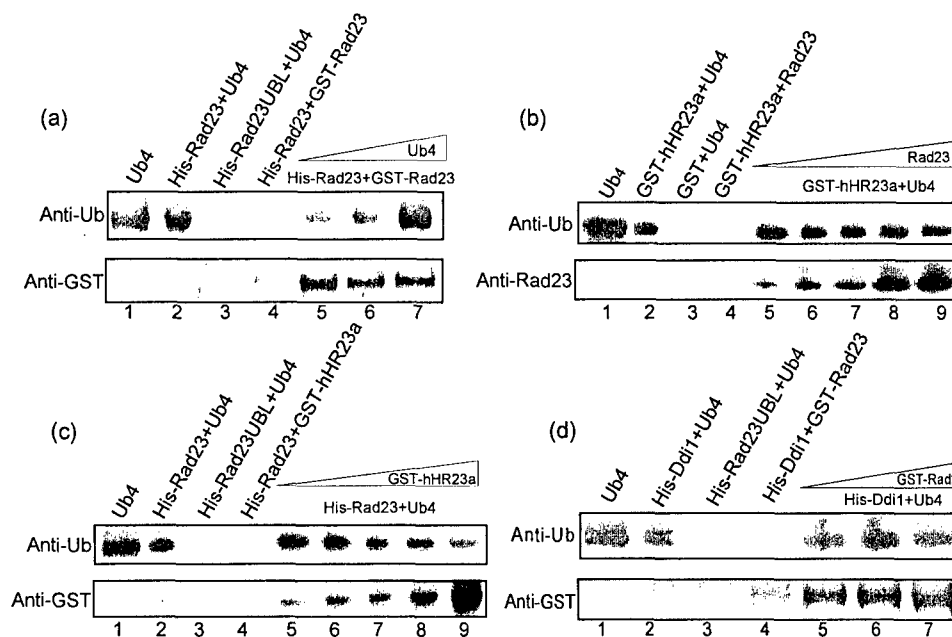 (a)
Ub4
His-Rad23+Ub4
His-Rad23UBL+Ub4
His-Rad23+GST-Rad23
Ub4
His-Rad23+GST-Rad23
Anti-Ub
Anti-GST
1 2 3 4 5 6 7
(b)
Ub4
GST-hHR23a+Ub4
GST+Ub4
GST-hHR23a+Rad23
Rad23
GST-hHR23a+Ub4
Anti-Ub
Anti-Rad23
1 2 3 4 5 6 7 8 9
(c)
Ub4
His-Rad23+Ub4
His-Rad23UBL+Ub4
His-Rad23+GST-hHR23a
GST-hHR23a
His-Rad23+Ub4
Anti-Ub
Anti-GST
1 2 3 4 5 6 7 8 9
(d)
Ub4
His-Ddi1+Ub4
His-Rad23UBL+Ub4
His-Ddi1+GST-Rad23
GST-Rad
His-Ddi1+Ub4
Anti-Ub
Anti-GST
1 2 3 4 5 6 7